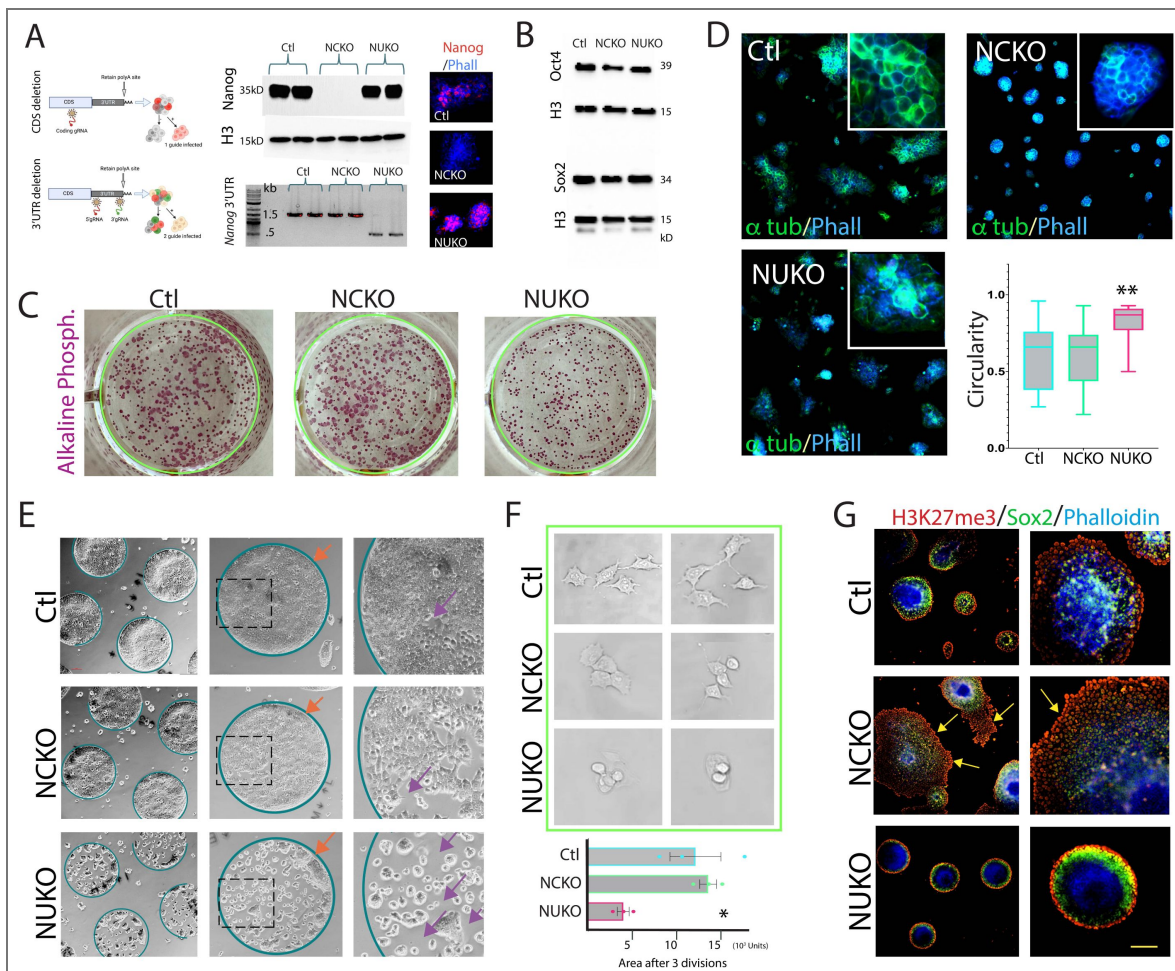 A
CDS deletion
Retain polyA site
CDS
3'UTR
AAA
Coding gRNA
1 guide infected
3'UTR deletion
Retain polyA site
CDS
3'UTR
AAA
5'gRNA
3'gRNA
2 guide infected
Ctl
NCKO
NUKO
Nanog
35kD
H3
15kD
NCKO
Ctl
NUKO
kb
Nanog 3'UTR
1.5
.5
Nanog
/Phall
Ctl
NCKO
NUKO
B
Ctl NCKO NUKO
Oct4
39
H3
15
Sox2
34
H3
15
kD
C
Ctl
NCKO
NUKO
Alkaline Phosph.
D
Ctl
α tub/Phall
NCKO
α tub/Phall
NUKO
α tub/Phall
Circularity
1.0
0.5
0.0
**
Ctl
NCKO
NUKO
E
Ctl
NCKO
NUKO
F
Ctl
NCKO
NUKO
Ctl
NCKO
NUKO
*
5 10 15 (10³ Units)
Area after 3 divisions
G
H3K27me3/Sox2/Phalloidin
Ctl
NCKO
NUKO